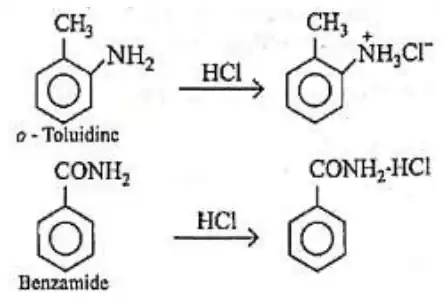 CH₃
NH₂
HCl
CH₃
+
NH₃Cl⁻
o - Toluidine
CONH₂
HCl
CONH₂·HCl
Benzamide